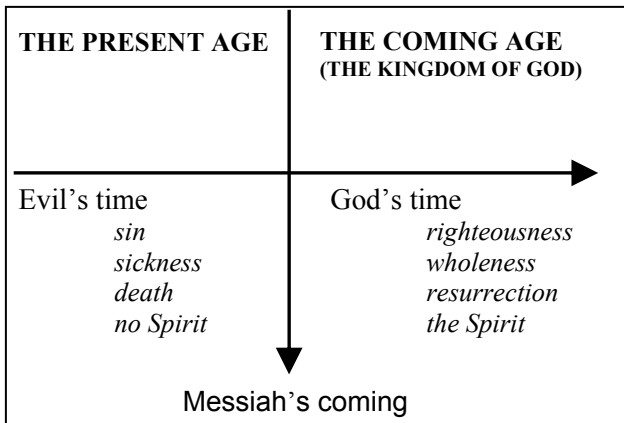 THE PRESENT AGE
THE COMING AGE
(THE KINGDOM OF GOD)
Evil’s time
sin
sickness
death
no Spirit
God’s time
righteousness
wholeness
resurrection
the Spirit
Messiah’s coming